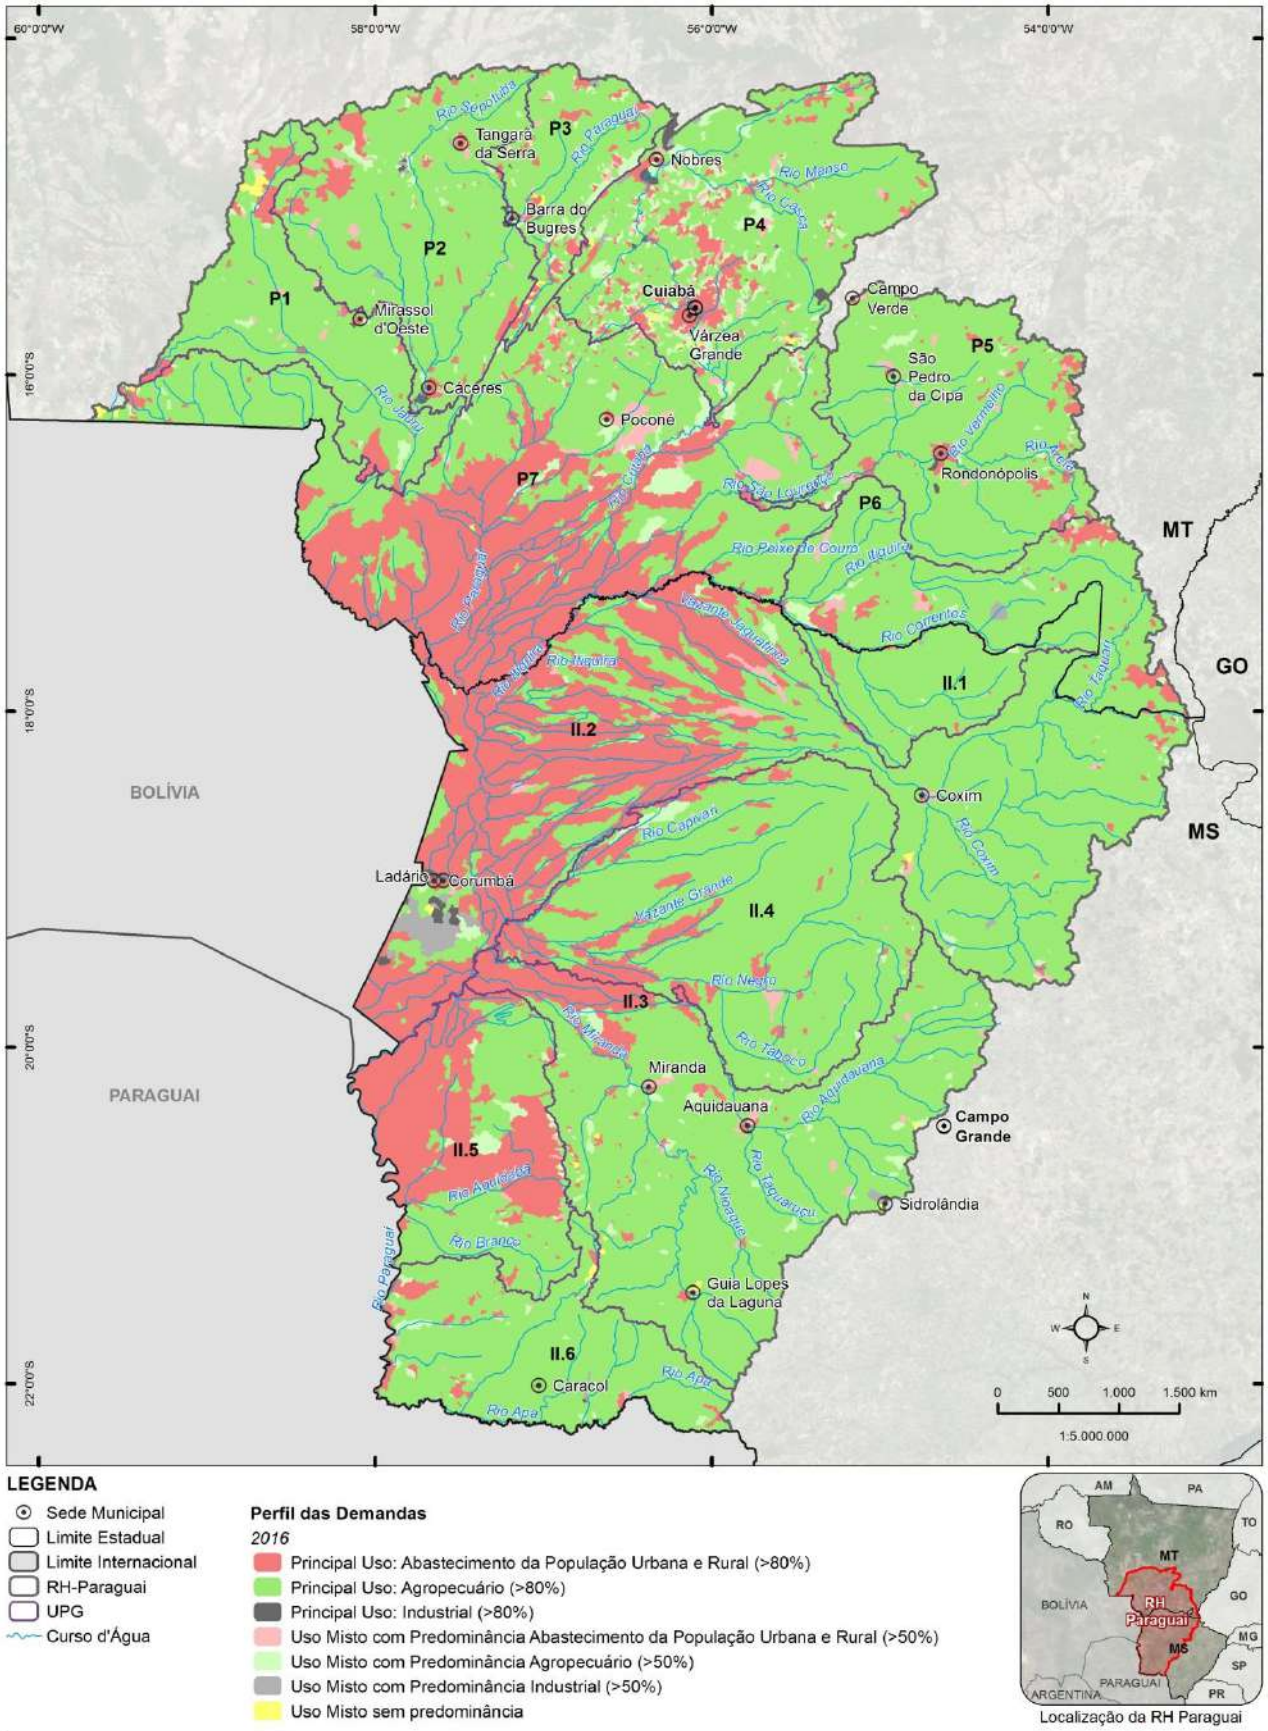 60°0'0"W
58°0'0"W
56°0'0"W
54°0'0"W
Rio Sepotuba
P3
Rio Paraguai
Tangará
da Serra
Nobres
Rio Manso
Rio Casca
Barra do
Bugres
P4
P2
P1
Cuiabá
Campo
Verde
Mirassol
d'Oeste
Várzea
Grande
P5
São
Pedro
da Cipa
16°0'0"S
Cáceres
Rio Jauru
Poconé
Rio Vermelho
Rio Cuiabá
Rondonópolis
P7
Rio São Lourenço
P6
MT
Rio Peixe de Couro
Rio Itiquira
Rio Paraguai
Vazante Jaguatirica
Rio Correntes
Rio Itiquira
Rio Itiquira
II.1
Rio Taquari
GO
18°0'0"S
II.2
BOLÍVIA
Coxim
Rio Capivari
Rio Coxim
MS
Ladário
Corumbá
Vazante Grande
II.4
Rio Negro
II.3
Rio Miranda
20°0'0"S
Rio Taboco
Miranda
Rio Aquidauana
PARAGUAI
Aquidauana
Campo
Grande
II.5
Rio Aquidabã
Rio Taquaruçu
Rio Nioaque
Sidrolândia
Rio Branco
Rio Paraguai
Guia Lopes
da Laguna
N
W E
S
II.6
22°0'0"S
Caracol
Rio Apa
Rio Apa
0 500 1.000 1.500 km
1:5.000.000
LEGENDA
Sede Municipal
Limite Estadual
Limite Internacional
RH-Paraguai
UPG
Curso d'Água
Perfil das Demandas
2016
Principal Uso: Abastecimento da População Urbana e Rural (>80%)
Principal Uso: Agropecuário (>80%)
Principal Uso: Industrial (>80%)
Uso Misto com Predominância Abastecimento da População Urbana e Rural (>50%)
Uso Misto com Predominância Agropecuário (>50%)
Uso Misto com Predominância Industrial (>50%)
Uso Misto sem predominância
AM
PA
RO
TO
MT
BOLÍVIA
RH
Paraguai
GO
MG
MS
SP
PARAGUAI
ARGENTINA
PR
Localização da RH Paraguai